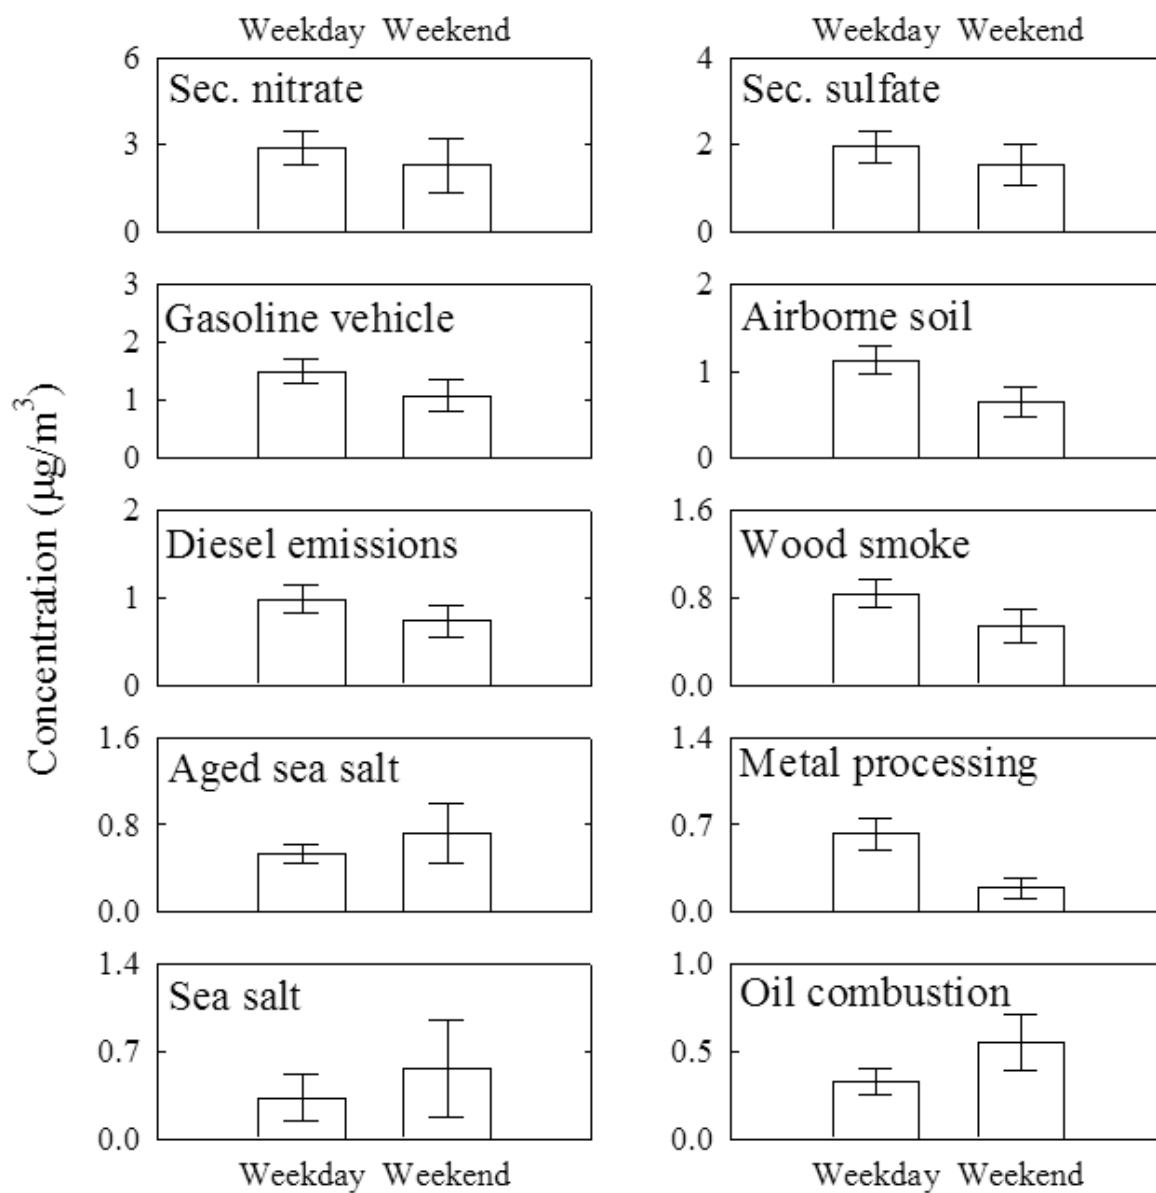 Weekday Weekend
Weekday Weekend
6
Sec. nitrate
3
0
4
Sec. sulfate
2
0
3
Gasoline vehicle
2
1
0
2
Airborne soil
1
0
Concentration (μg/m³)
2
Diesel emissions
1
0
1.6
Wood smoke
0.8
0.0
1.6
Aged sea salt
0.8
0.0
1.4
Metal processing
0.7
0.0
1.4
Sea salt
0.7
0.0
1.0
Oil combustion
0.5
0.0
Weekday Weekend
Weekday Weekend